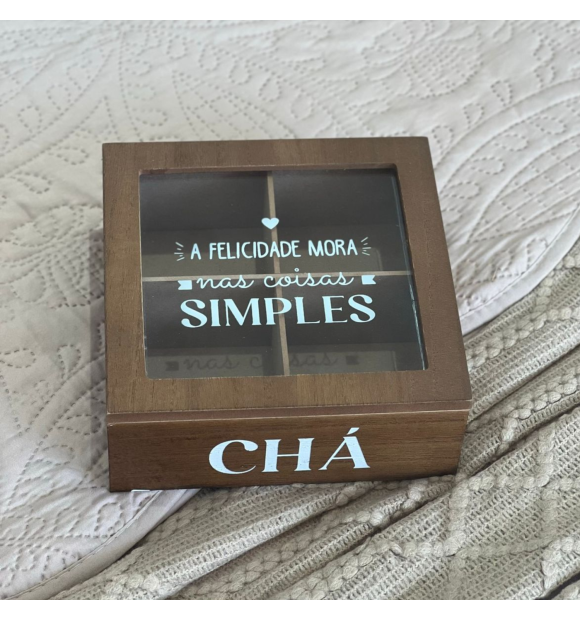 A FELICIDADE MORA
nas coisas
SIMPLES
CHÁ